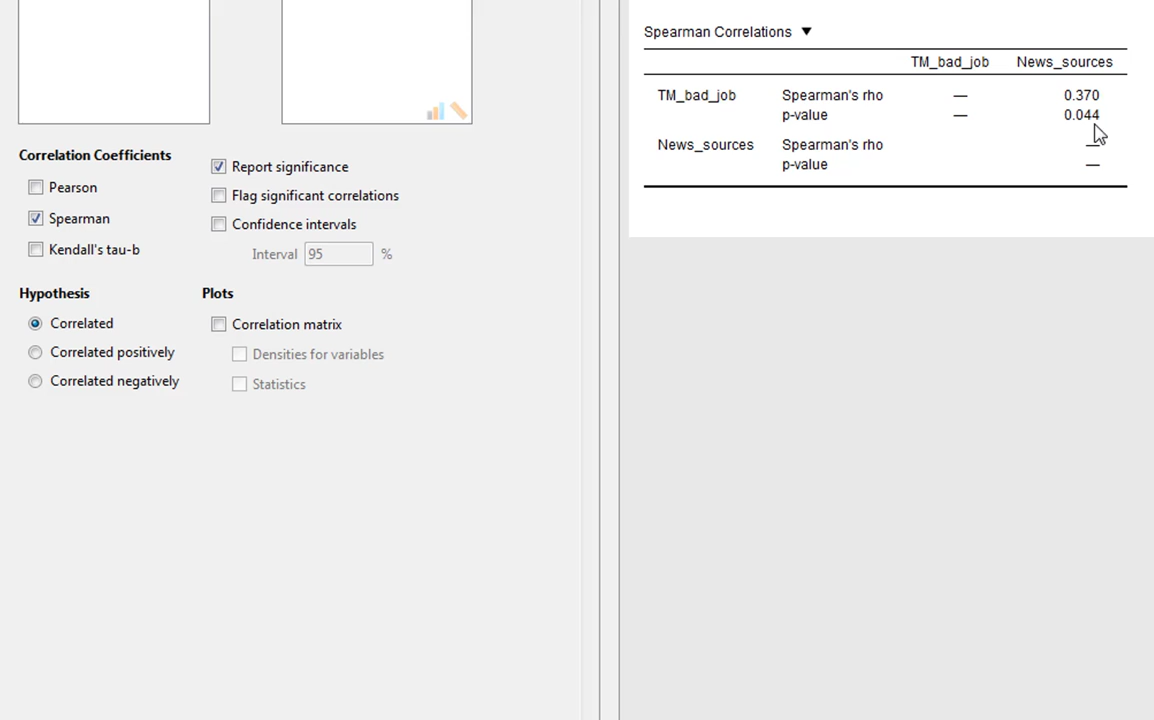 Correlation Coefficients
Pearson
Spearman
Kendall's tau-b
Report significance
Flag significant correlations
Confidence intervals
Interval 95 %
Hypothesis
Correlated
Correlated positively
Correlated negatively
Plots
Correlation matrix
Densities for variables
Statistics
Spearman Correlations ▼
TM_bad_job News_sources
TM_bad_job Spearman's rho — 0.370
p-value — 0.044
News_sources Spearman's rho —
p-value —